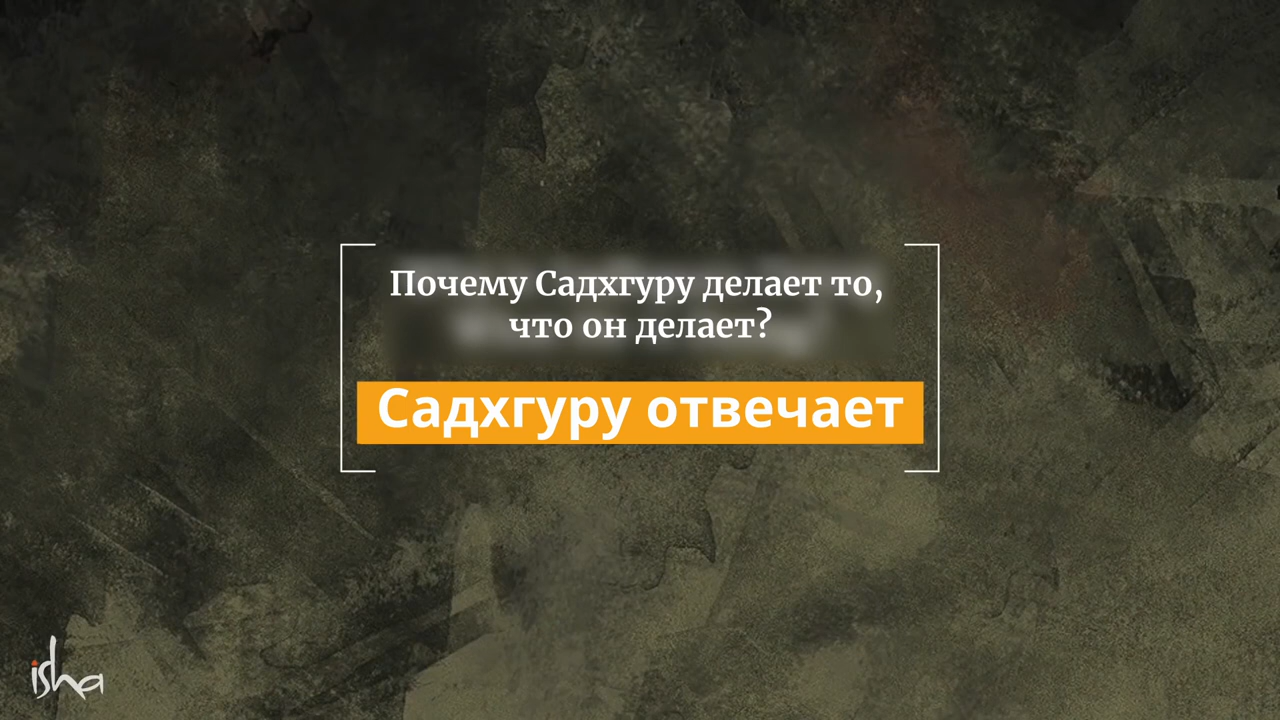 Почему Садхгуру делает то,
что он делает?
Садхгуру отвечает
isha